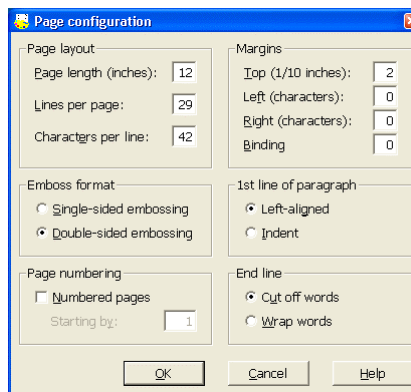 Page configuration
Page layout
Page length (inches): 12
Lines per page: 29
Characters per line: 42
Margins
Top (1/10 inches): 2
Left (characters): 0
Right (characters): 0
Binding 0
Emboss format
Single-sided embossing
Double-sided embossing
1st line of paragraph
Left-aligned
Indent
Page numbering
Numbered pages
Starting by: 1
End line
Cut off words
Wrap words
OK Cancel Help